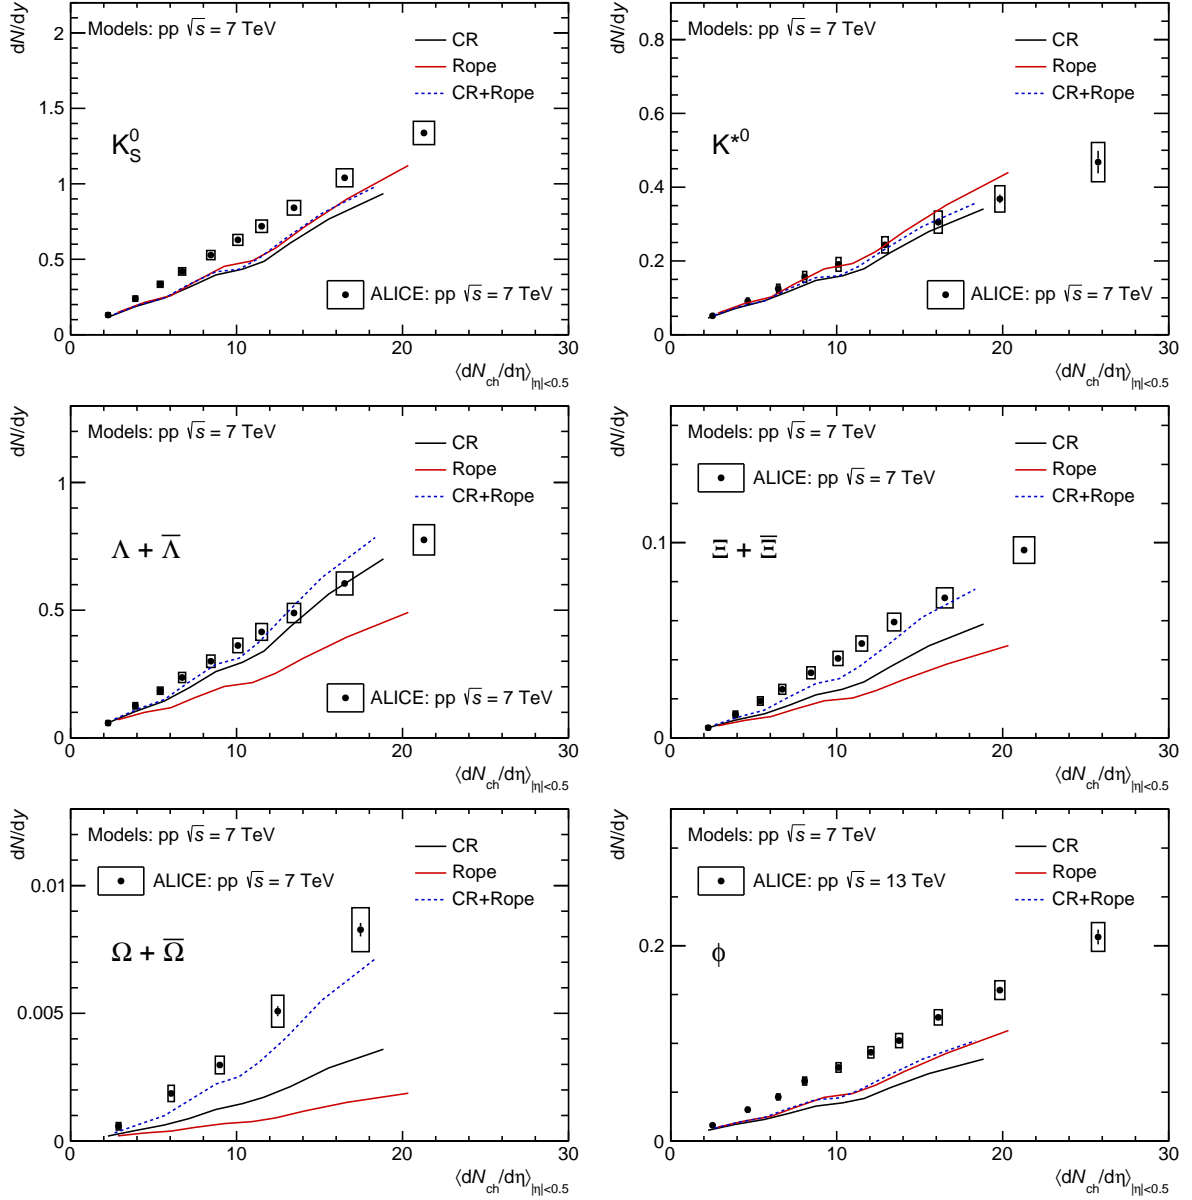 dN/dy
Models: pp √s = 7 TeV
CR
Rope
CR+Rope
K⁰_S
ALICE: pp √s = 7 TeV
0
0.5
1
1.5
2
0 10 20 30
⟨dN_ch/dη⟩_|η|<0.5
dN/dy
Models: pp √s = 7 TeV
CR
Rope
CR+Rope
K*⁰
ALICE: pp √s = 7 TeV
0
0.2
0.4
0.6
0.8
0 10 20 30
⟨dN_ch/dη⟩_|η|<0.5
dN/dy
Models: pp √s = 7 TeV
CR
Rope
CR+Rope
Λ + Λ̅
ALICE: pp √s = 7 TeV
0
0.5
1
0 10 20 30
⟨dN_ch/dη⟩_|η|<0.5
dN/dy
Models: pp √s = 7 TeV
ALICE: pp √s = 7 TeV
CR
Rope
CR+Rope
Ξ + Ξ̅
0
0.1
0 10 20 30
⟨dN_ch/dη⟩_|η|<0.5
dN/dy
Models: pp √s = 7 TeV
ALICE: pp √s = 7 TeV
CR
Rope
CR+Rope
Ω + Ω̅
0
0.005
0.01
0 10 20 30
⟨dN_ch/dη⟩_|η|<0.5
dN/dy
Models: pp √s = 7 TeV
ALICE: pp √s = 13 TeV
CR
Rope
CR+Rope
ϕ
0
0.2
0 10 20 30
⟨dN_ch/dη⟩_|η|<0.5